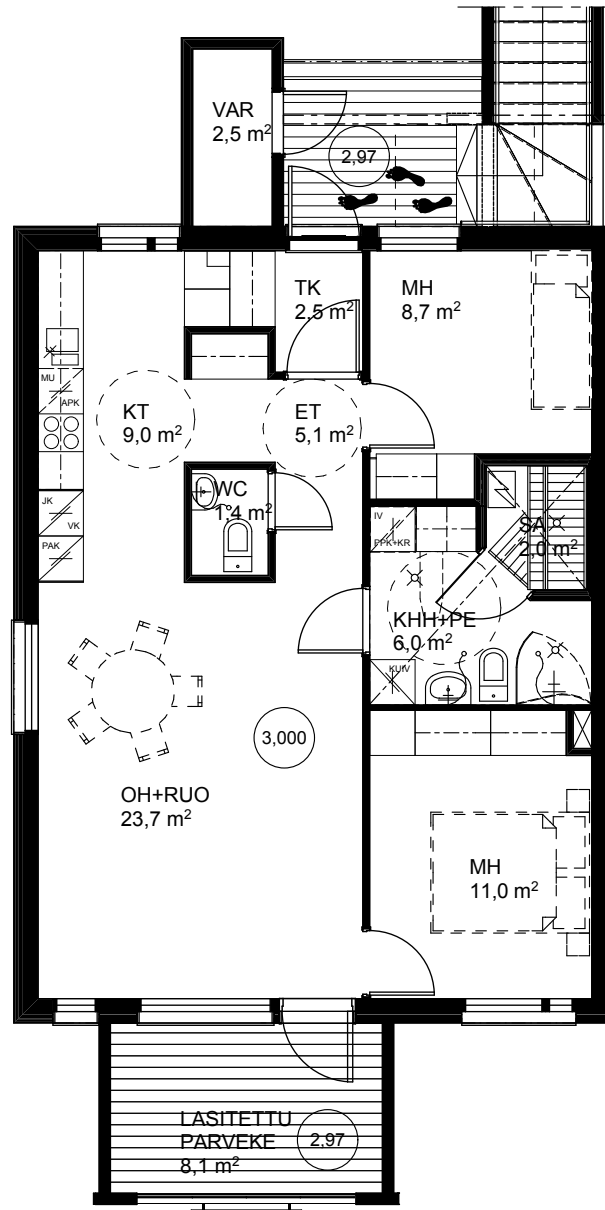 VAR
2,5 m²
2,97
TK
2,5 m²
MH
8,7 m²
MU
APK
KT
9,0 m²
ET
5,1 m²
JK
VK
PAK
WC
1,4 m²
IV
PPK+KR
SA
2,0 m²
KHH+PE
6,0 m²
KUIV
3,000
OH+RUO
23,7 m²
MH
11,0 m²
LASITETTU
PARVEKE
8,1 m²
2,97